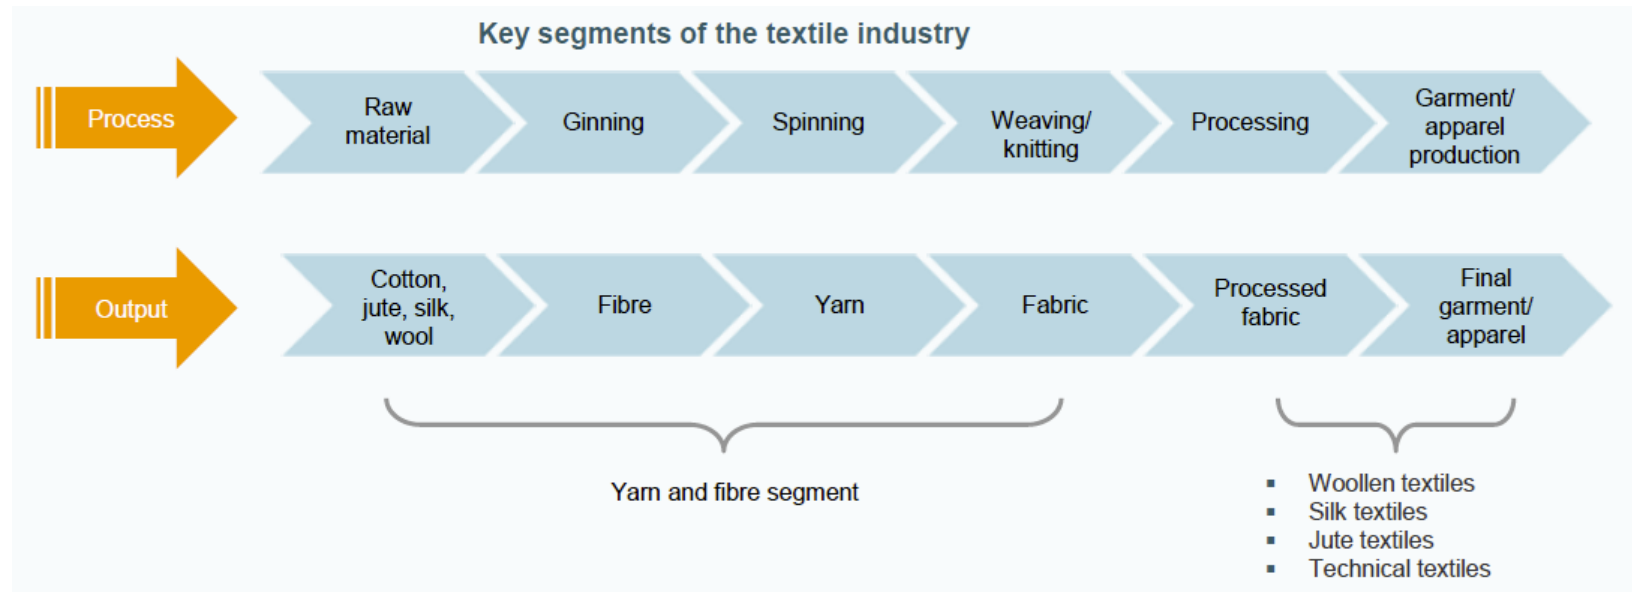 Key segments of the textile industry
Process
Raw
material
Ginning
Spinning
Weaving/
knitting
Processing
Garment/
apparel
production
Output
Cotton,
jute, silk,
wool
Fibre
Yarn
Fabric
Processed
fabric
Final
garment/
apparel
Yarn and fibre segment
▪ Woollen textiles
▪ Silk textiles
▪ Jute textiles
▪ Technical textiles